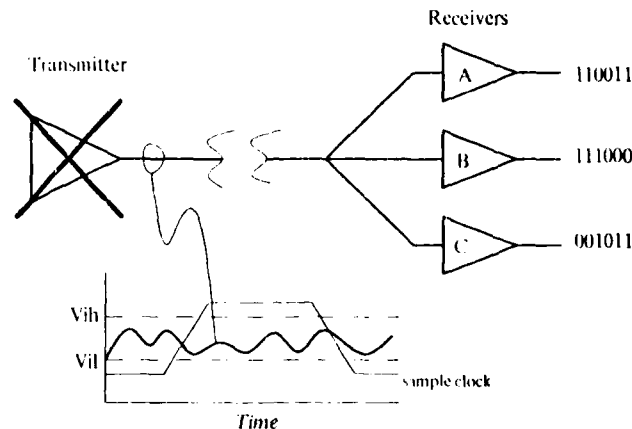 Receivers
Transmitter
A
110011
B
111000
C
001011
Vih
Vil
sample clock
Time